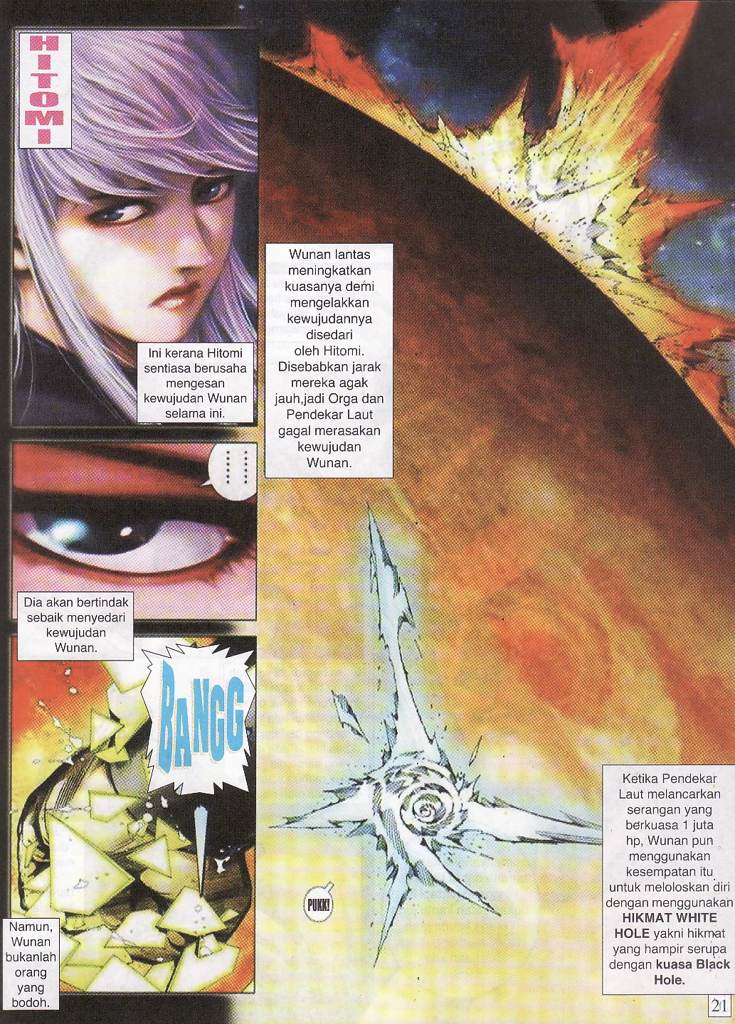 HITOMI
Ini kerana Hitomi
sentiasa berusaha
mengesan
kewujudan Wunan
selama ini.
Wunan lantas
meningkatkan
kuasanya demi
mengelakkan
kewujudannya
disedari
oleh Hitomi.
Disebabkan jarak
mereka agak
jauh,jadi Orga dan
Pendekar Laut
gagal merasakan
kewujudan
Wunan.
Dia akan bertindak
sebaik menyedari
kewujudan
Wunan.
BANGG
Namun,
Wunan
bukanlah
orang
yang
bodoh.
PUKK!
Ketika Pendekar
Laut melancarkan
serangan yang
berkuasa 1 juta
hp, Wunan pun
menggunakan
kesempatan itu
untuk meloloskan diri
dengan menggunakan
HIKMAT WHITE
HOLE yakni hikmat
yang hampir serupa
dengan kuasa Black
Hole.
21